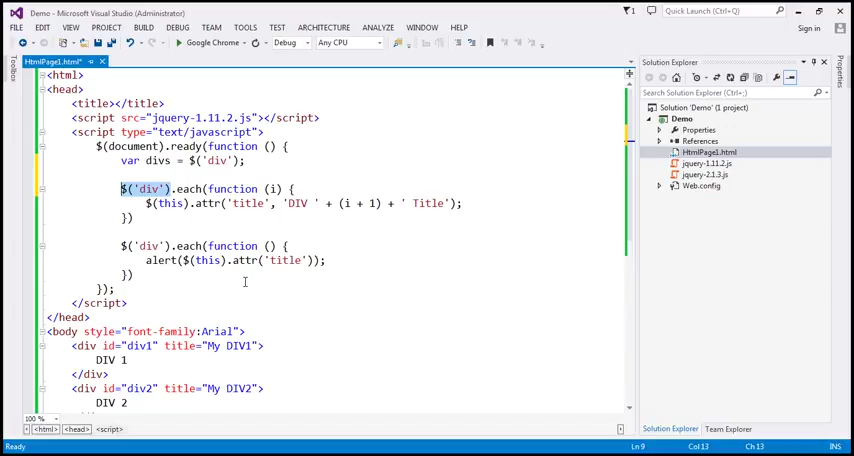 Demo - Microsoft Visual Studio (Administrator)
1
Quick Launch (Ctrl+Q)
FILE EDIT VIEW PROJECT BUILD DEBUG TEAM TOOLS TEST ARCHITECTURE ANALYZE WINDOW HELP
Sign in
Google Chrome Debug Any CPU
Toolbox
HtmlPage1.html*
<html>
<head>
<title></title>
<script src="jquery-1.11.2.js"></script>
<script type="text/javascript">
$(document).ready(function () {
var divs = $('div');
$('div').each(function (i) {
$(this).attr('title', 'DIV ' + (i + 1) + ' Title');
})
$('div').each(function () {
alert($(this).attr('title'));
})
});
</script>
</head>
<body style="font-family:Arial">
<div id="div1" title="My DIV1">
DIV 1
</div>
<div id="div2" title="My DIV2">
DIV 2
100 %
<html> <head> <script>
Solution Explorer
Search Solution Explorer (Ctrl+;)
Solution 'Demo' (1 project)
Demo
Properties
References
HtmlPage1.html
jquery-1.11.2.js
jquery-2.1.3.js
Web.config
Solution Explorer Team Explorer
Properties
Ready Ln 9 Col 13 Ch 13 INS